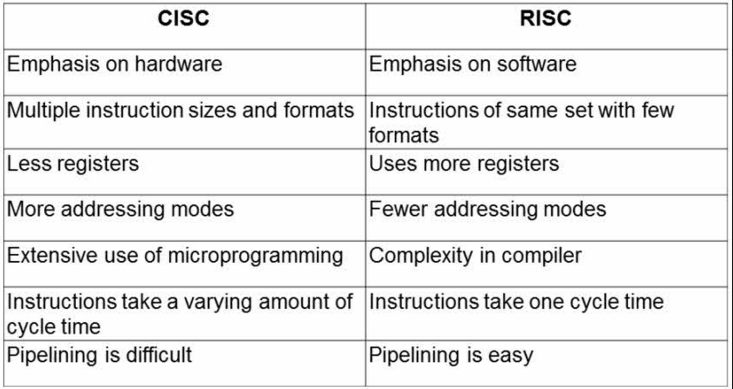 CISC RISC
Emphasis on hardware Emphasis on software
Multiple instruction sizes and formats Instructions of same set with few
formats
Less registers Uses more registers
More addressing modes Fewer addressing modes
Extensive use of microprogramming Complexity in compiler
Instructions take a varying amount of Instructions take one cycle time
cycle time
Pipelining is difficult Pipelining is easy